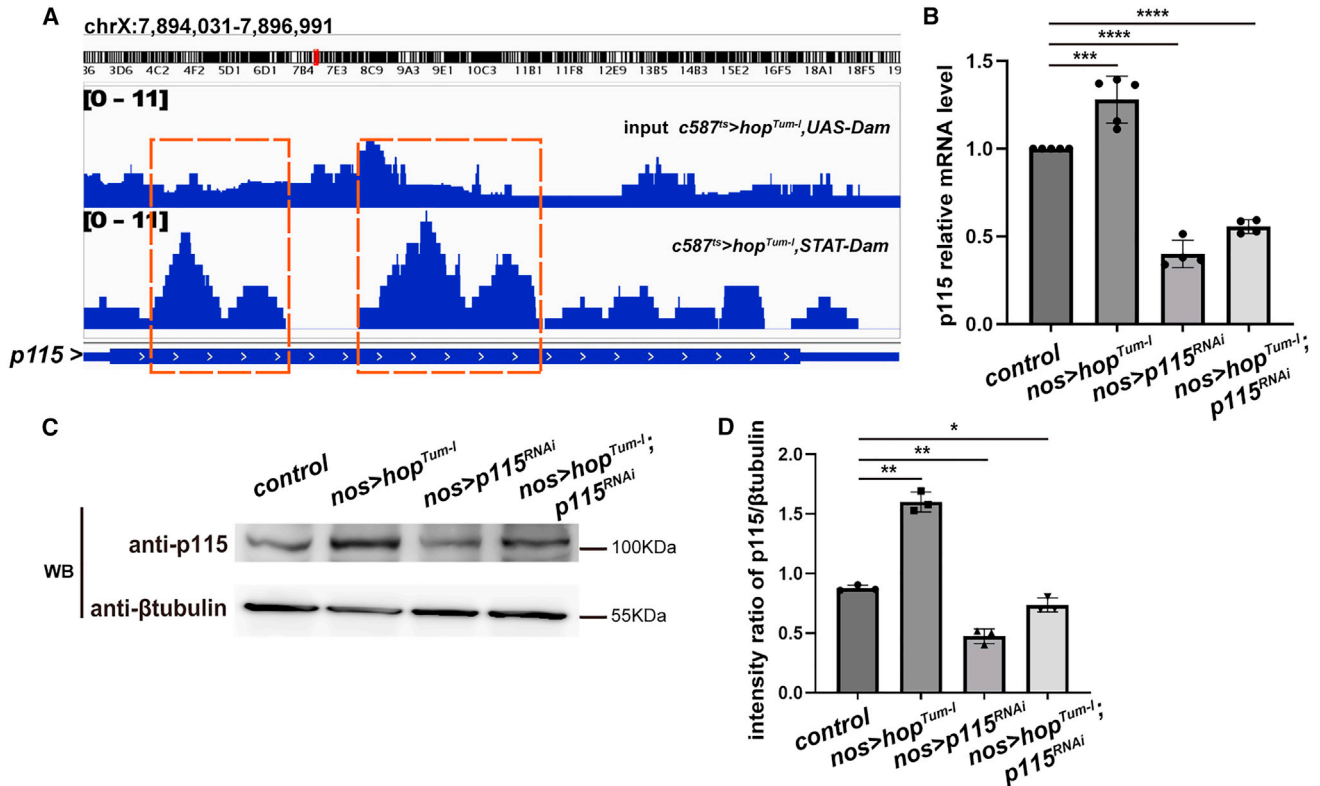 A
chrX:7,894,031-7,896,991
36 3D6 4C2 4F2 5D1 6D1 7B4 7E3 8C9 9A3 9E1 10C3 11B1 11F8 12E9 13B5 14B3 15E2 16F5 18A1 18F5 19
[0 - 11]
input c587ts>hopTum-l,UAS-Dam
[0 - 11]
c587ts>hopTum-l,STAT-Dam
p115 >
B
****
****
***
p115 relative mRNA level
1.5
1.0
0.5
0.0
control
nos>hopTum-l
nos>p115RNAi
nos>hopTum-l;
p115RNAi
C
control
nos>hopTum-l
nos>p115RNAi
nos>hopTum-l;
p115RNAi
WB
anti-p115
100KDa
anti-βtubulin
55KDa
D
*
**
**
intensity ratio of p115/βtubulin
2.0
1.5
1.0
0.5
0.0
control
nos>hopTum-l
nos>p115RNAi
nos>hopTum-l;
p115RNAi